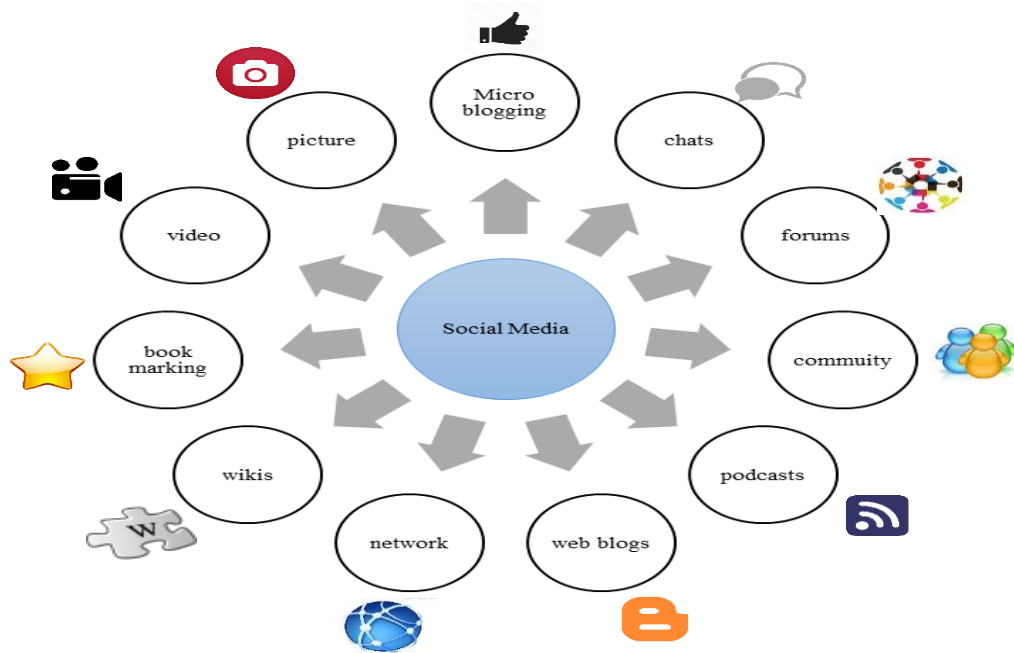 Micro
blogging
picture
chats
video
forums
Social Media
book
marking
commuity
wikis
podcasts
W
network
web blogs